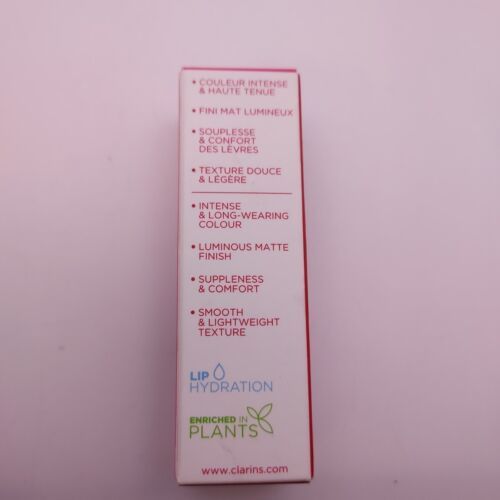 • COULEUR INTENSE
& HAUTE TENUE
• FINI MAT LUMINEUX
• SOUPLESSE
& CONFORT
DES LÈVRES
• TEXTURE DOUCE
& LÉGÈRE
• INTENSE
& LONG-WEARING
COLOUR
• LUMINOUS MATTE
FINISH
• SUPPLENESS
& COMFORT
• SMOOTH
& LIGHTWEIGHT
TEXTURE
LIP
HYDRATION
ENRICHED IN
PLANTS
www.clarins.com